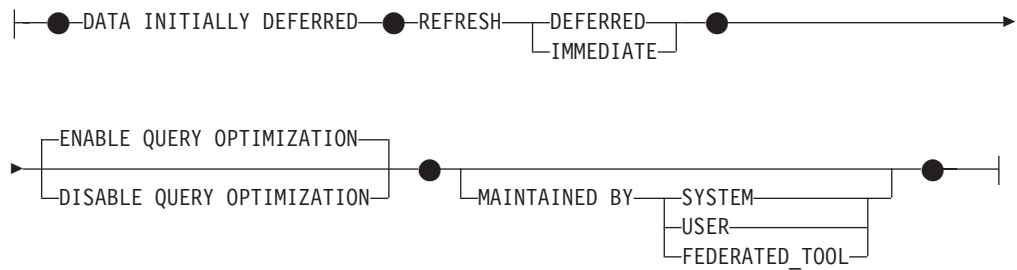 DATA INITIALLY DEFERRED REFRESH DEFERRED
IMMEDIATE
ENABLE QUERY OPTIMIZATION
DISABLE QUERY OPTIMIZATION
MAINTAINED BY SYSTEM
USER
FEDERATED_TOOL